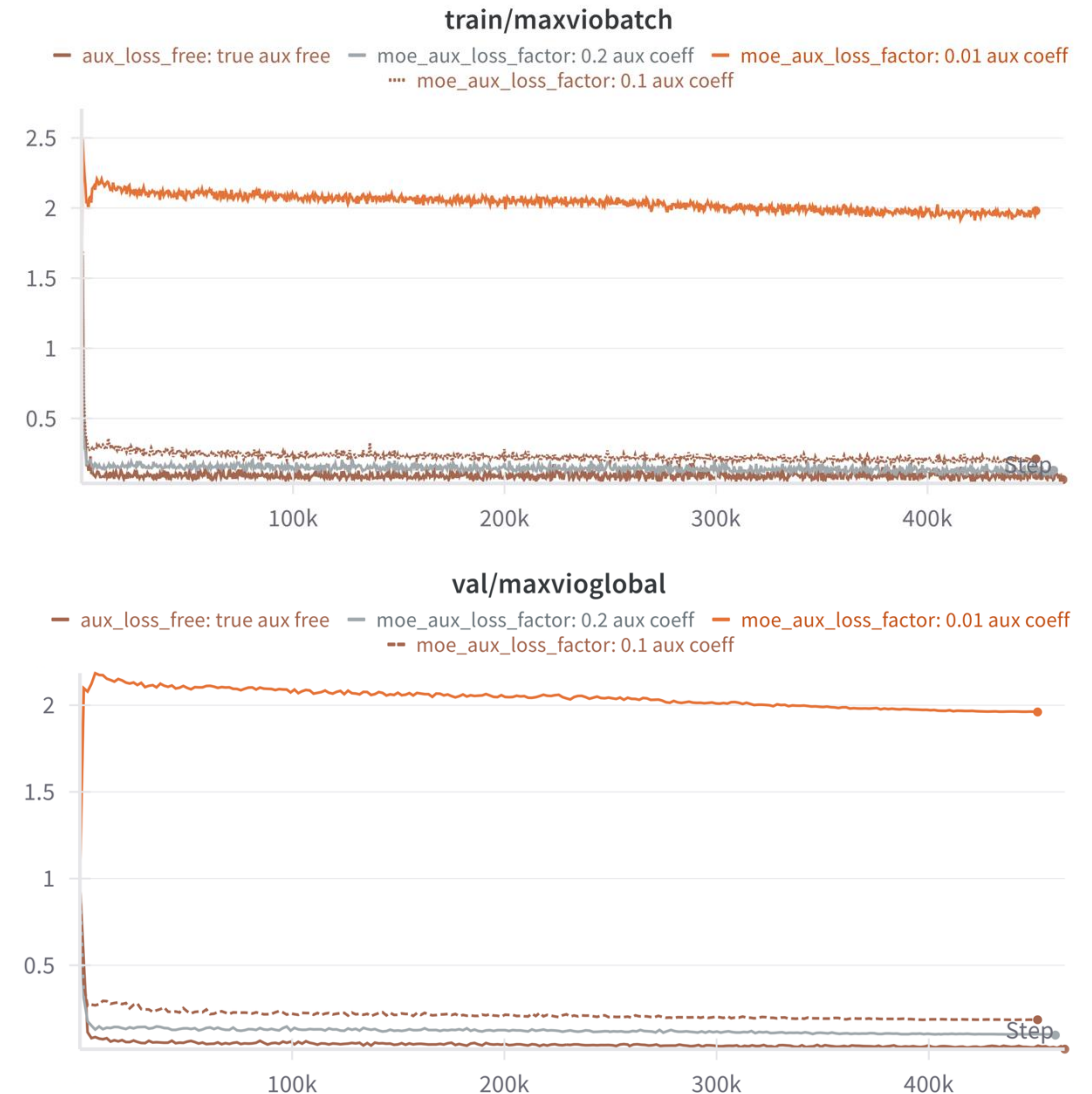 train/maxviobatch
aux_loss_free: true aux free moe_aux_loss_factor: 0.2 aux coeff moe_aux_loss_factor: 0.01 aux coeff
moe_aux_loss_factor: 0.1 aux coeff
2.5
2
1.5
1
0.5
Step
100k 200k 300k 400k
val/maxvioglobal
aux_loss_free: true aux free moe_aux_loss_factor: 0.2 aux coeff moe_aux_loss_factor: 0.01 aux coeff
moe_aux_loss_factor: 0.1 aux coeff
2
1.5
1
0.5
Step
100k 200k 300k 400k